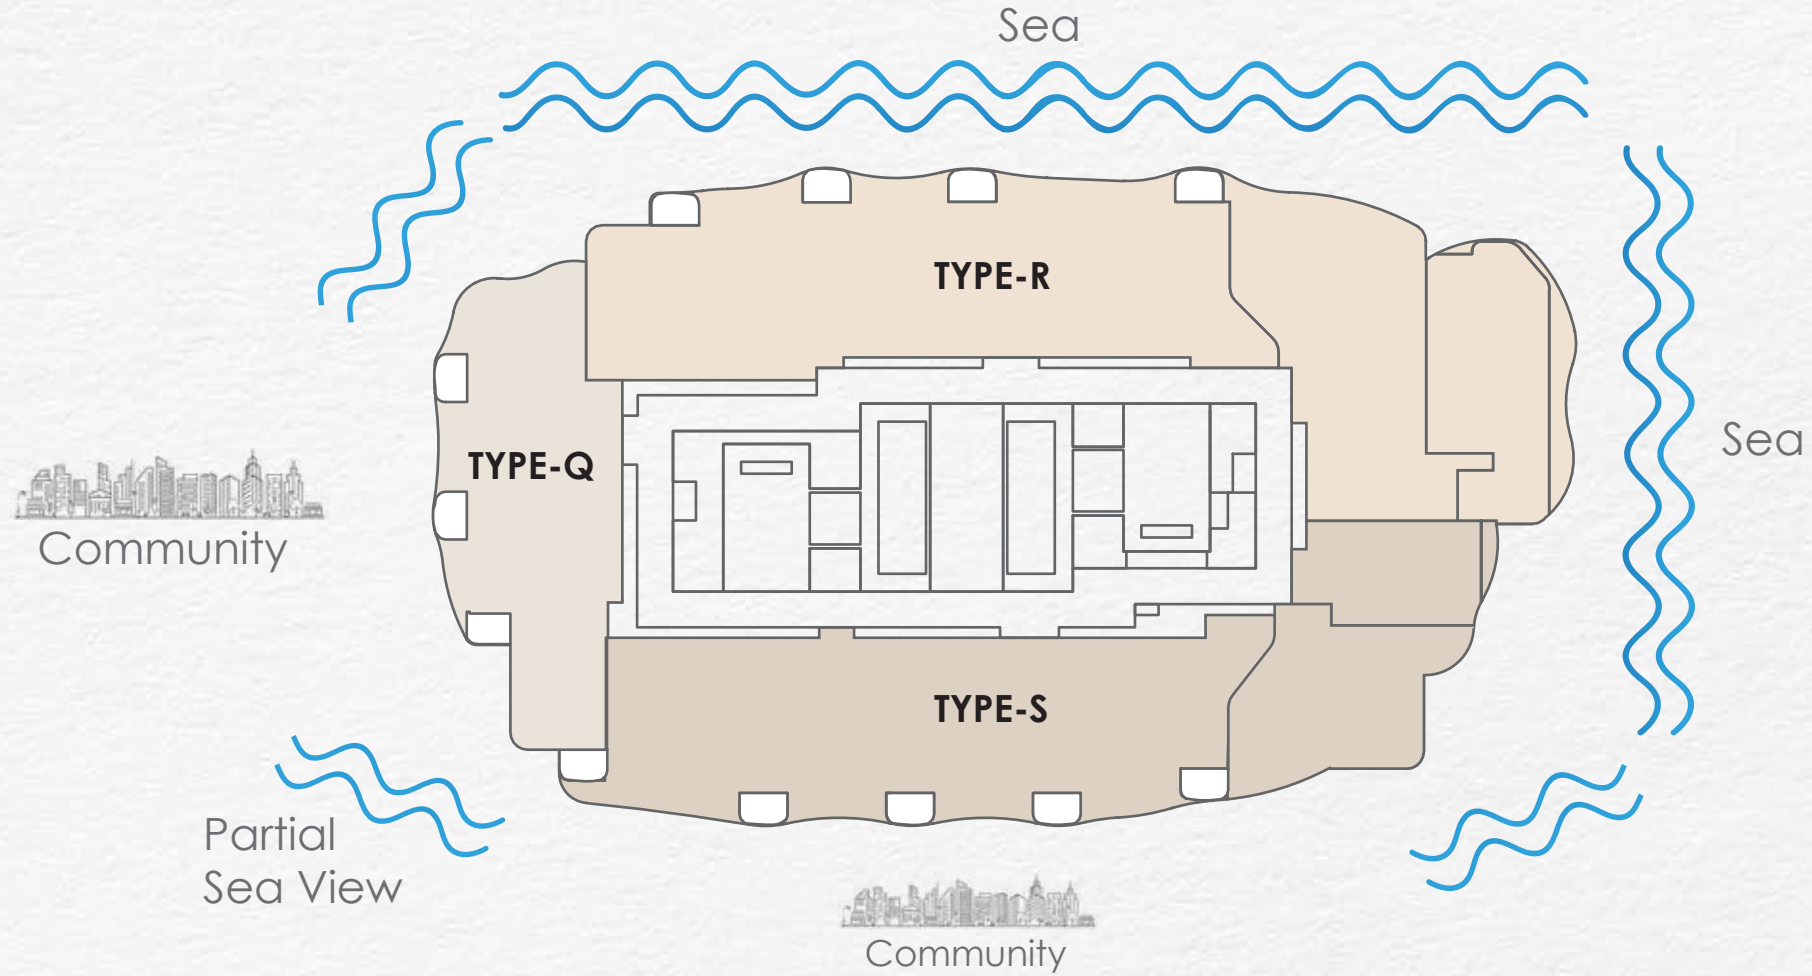 Sea
TYPE-R
Sea
TYPE-Q
Community
TYPE-S
Partial
Sea View
Community